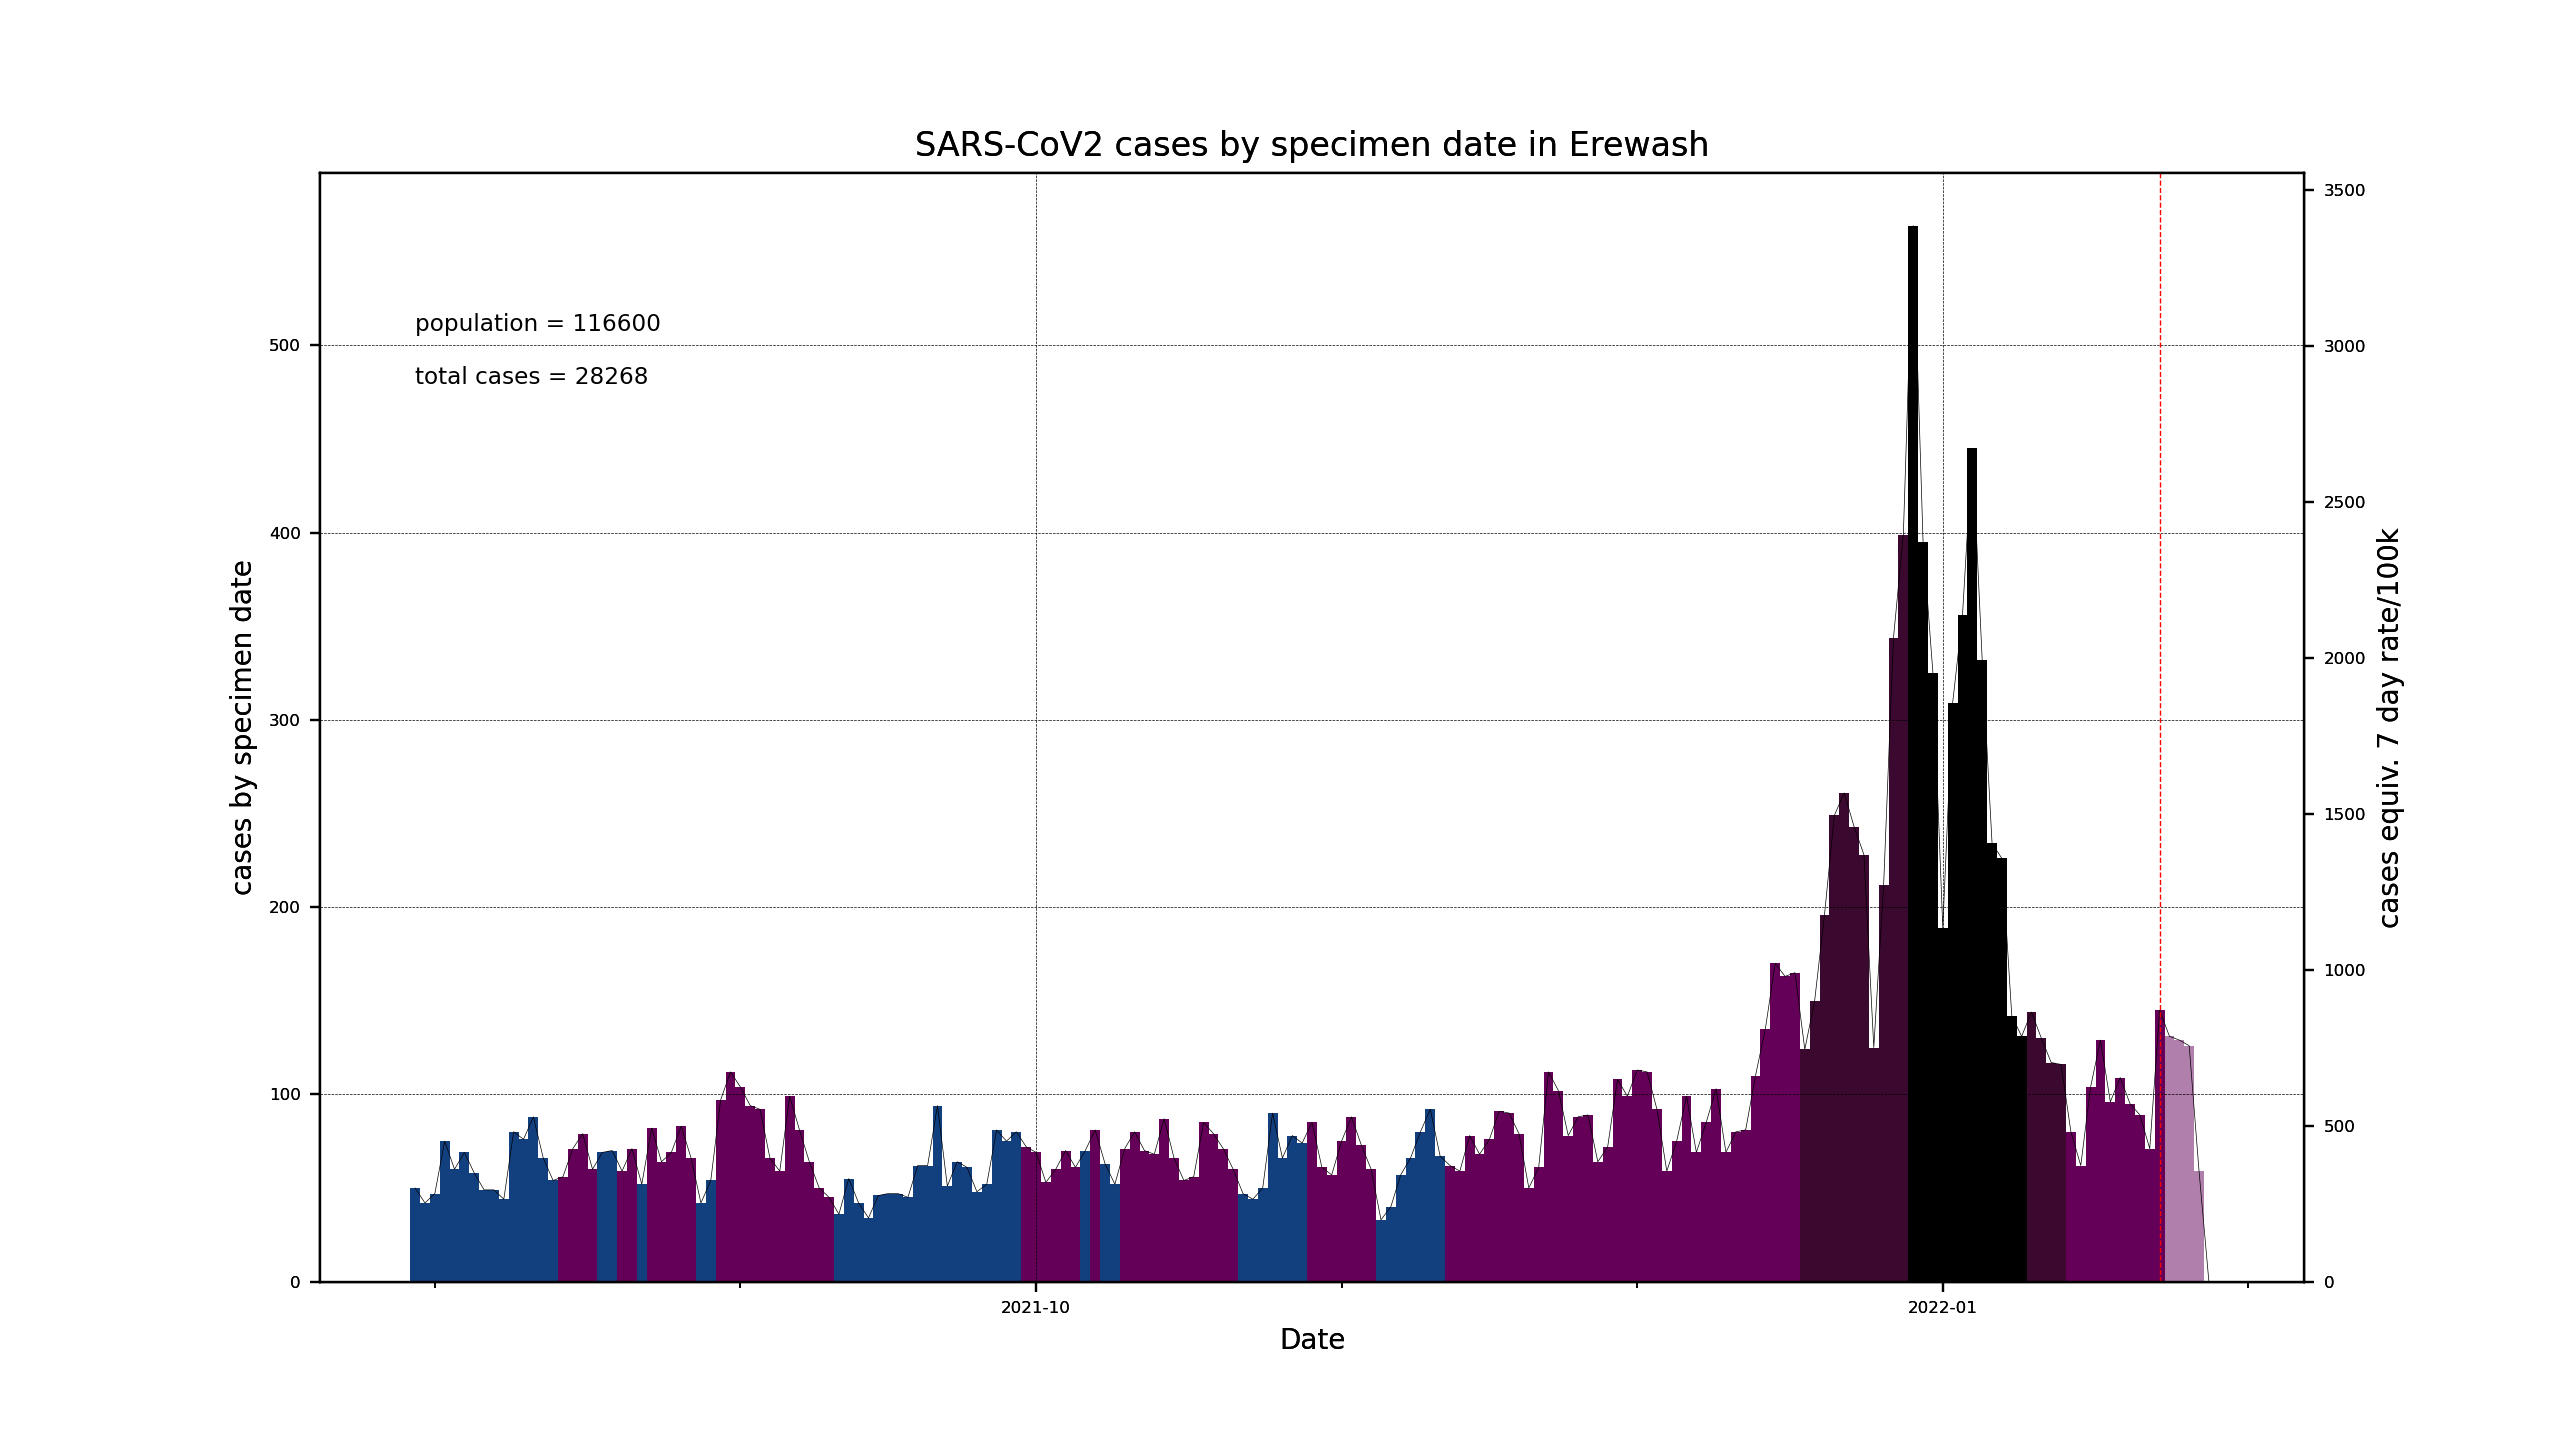 SARS-CoV2 cases by specimen date in Erewash
population = 116600
total cases = 28268
cases by specimen date
500
400
300
200
100
0
3500
3000
2500
2000
1500
1000
500
0
cases equiv. 7 day rate/100k
2021-10
2022-01
Date